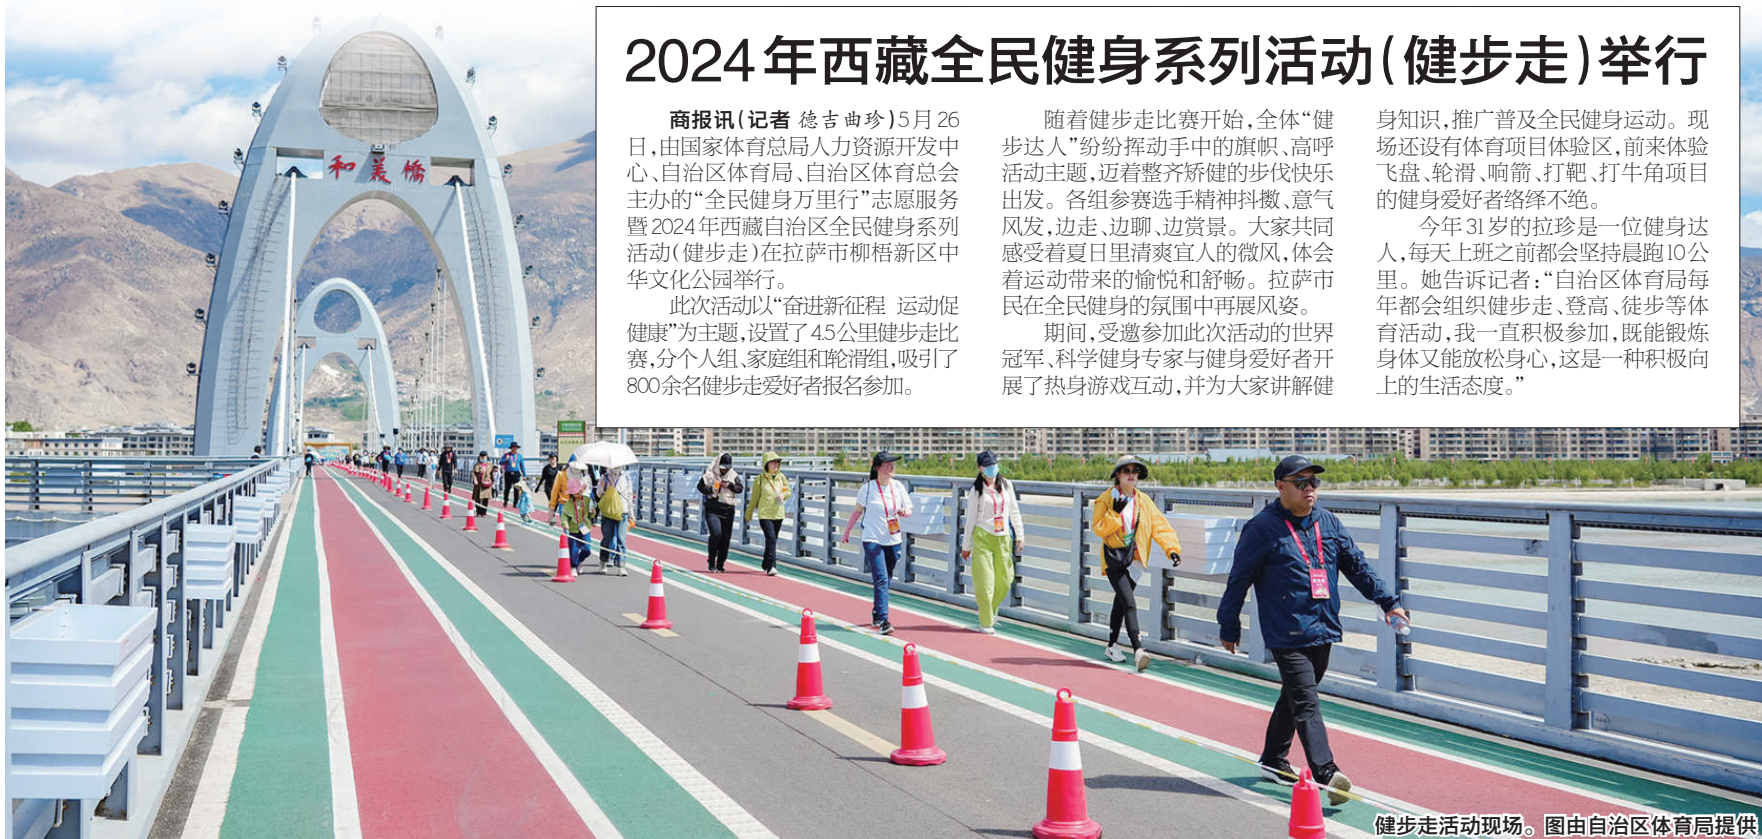 和美橋
2024年西藏全民健身系列活动(健步走)举行
商报讯(记者 德吉曲珍)5月26
日,由国家体育总局人力资源开发中
心、自治区体育局、自治区体育总会
主办的“全民健身万里行”志愿服务
暨2024年西藏自治区全民健身系列
活动(健步走)在拉萨市柳梧新区中
华文化公园举行。
此次活动以“奋进新征程 运动促
健康”为主题,设置了4.5公里健步走比
赛,分个人组、家庭组和轮滑组,吸引了
800余名健步走爱好者报名参加。
随着健步走比赛开始,全体“健
步达人”纷纷挥动手中的旗帜、高呼
活动主题,迈着整齐矫健的步伐快乐
出发。各组参赛选手精神抖擞、意气
风发,边走、边聊、边赏景。大家共同
感受着夏日里清爽宜人的微风,体会
着运动带来的愉悦和舒畅。拉萨市
民在全民健身的氛围中再展风姿。
期间,受邀参加此次活动的世界
冠军、科学健身专家与健身爱好者开
展了热身游戏互动,并为大家讲解健
身知识,推广普及全民健身运动。现
场还设有体育项目体验区,前来体验
飞盘、轮滑、响箭、打靶、打牛角项目
的健身爱好者络绎不绝。
今年31岁的拉珍是一位健身达
人,每天上班之前都会坚持晨跑10公
里。她告诉记者:“自治区体育局每
年都会组织健步走、登高、徒步等体
育活动,我一直积极参加,既能锻炼
身体又能放松身心,这是一种积极向
上的生活态度。”
健步走活动现场。图由自治区体育局提供